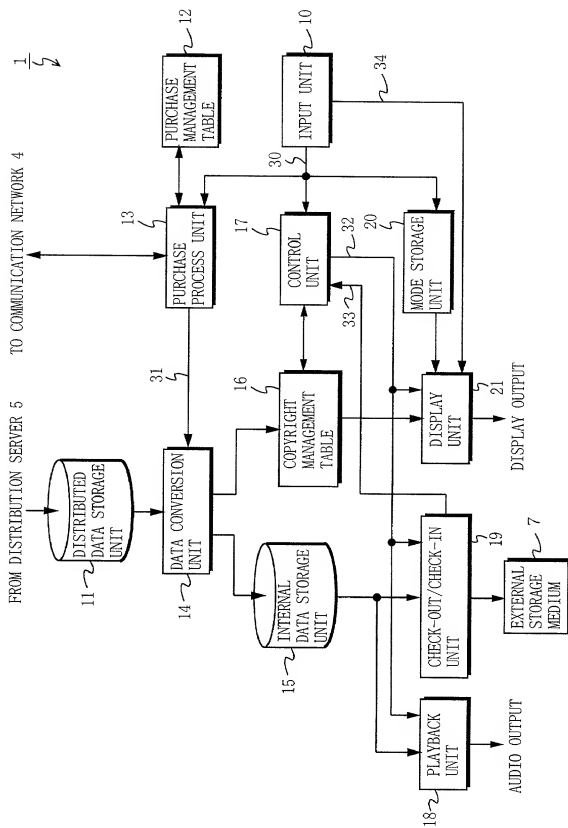 1
FROM DISTRIBUTION SERVER 5
TO COMMUNICATION NETWORK 4
12
PURCHASE
MANAGEMENT
TABLE
11
DISTRIBUTED
DATA STORAGE
UNIT
31
13
PURCHASE
PROCESS UNIT
10
INPUT UNIT
30
34
14
DATA CONVERSION
UNIT
16
COPYRIGHT
MANAGEMENT
TABLE
17
CONTROL
UNIT
33
32
20
MODE STORAGE
UNIT
15
INTERNAL
DATA STORAGE
UNIT
18
PLAYBACK
UNIT
AUDIO OUTPUT
19
CHECK-OUT/CHECK-IN
UNIT
7
EXTERNAL
STORAGE
MEDIUM
21
DISPLAY
UNIT
DISPLAY OUTPUT